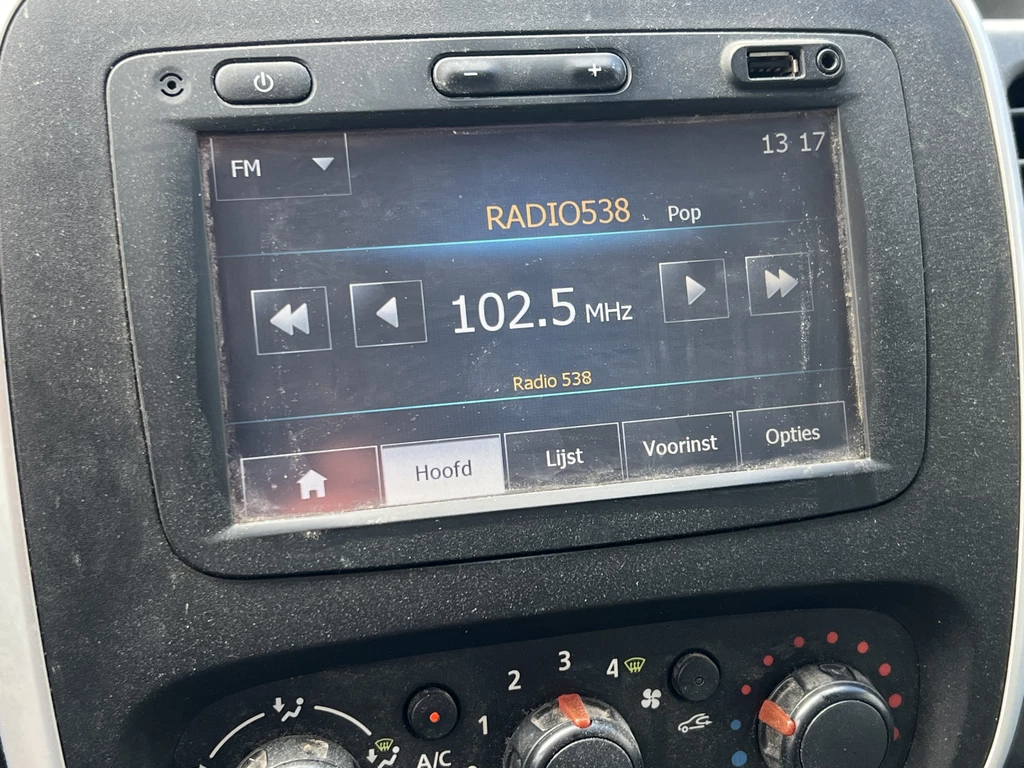 - +
FM 13 17
RADIO538 Pop
102.5 MHz
Radio 538
Hoofd Lijst Voorinst Opties
1 2 3 4
A/C